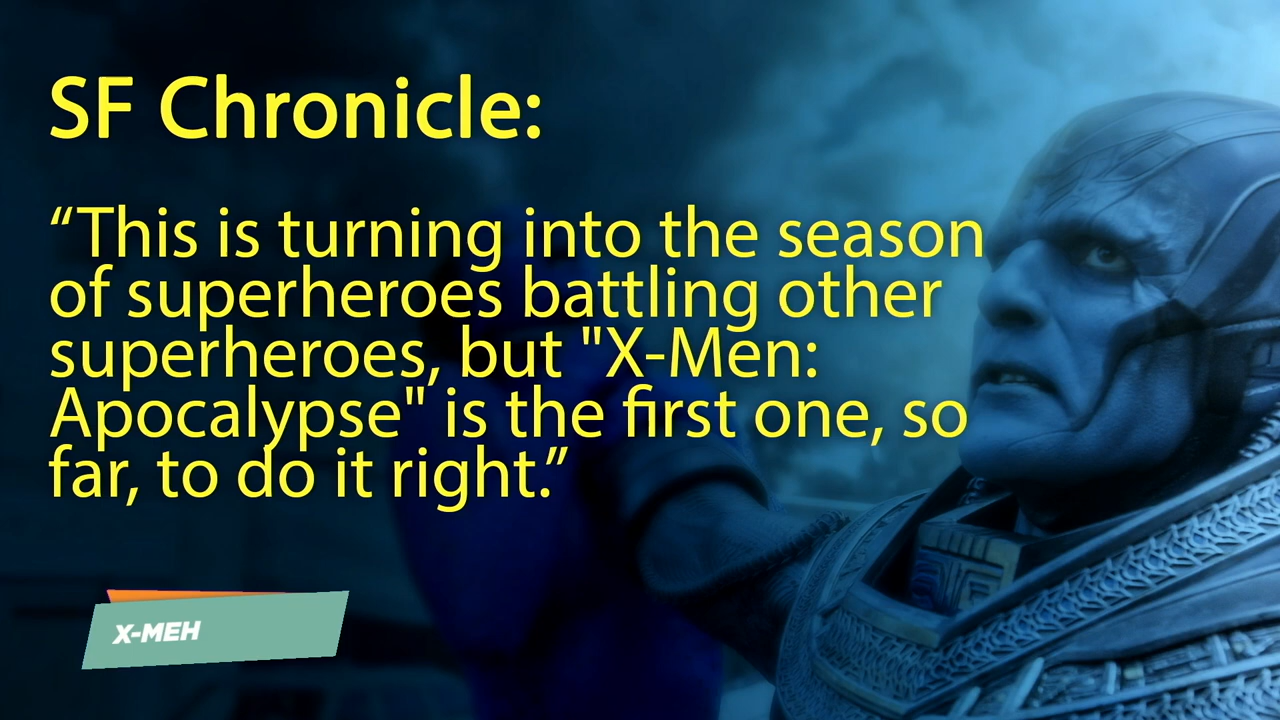 SF Chronicle:
“This is turning into the season
of superheroes battling other
superheroes, but "X-Men:
Apocalypse" is the first one, so
far, to do it right.”
X-MEH